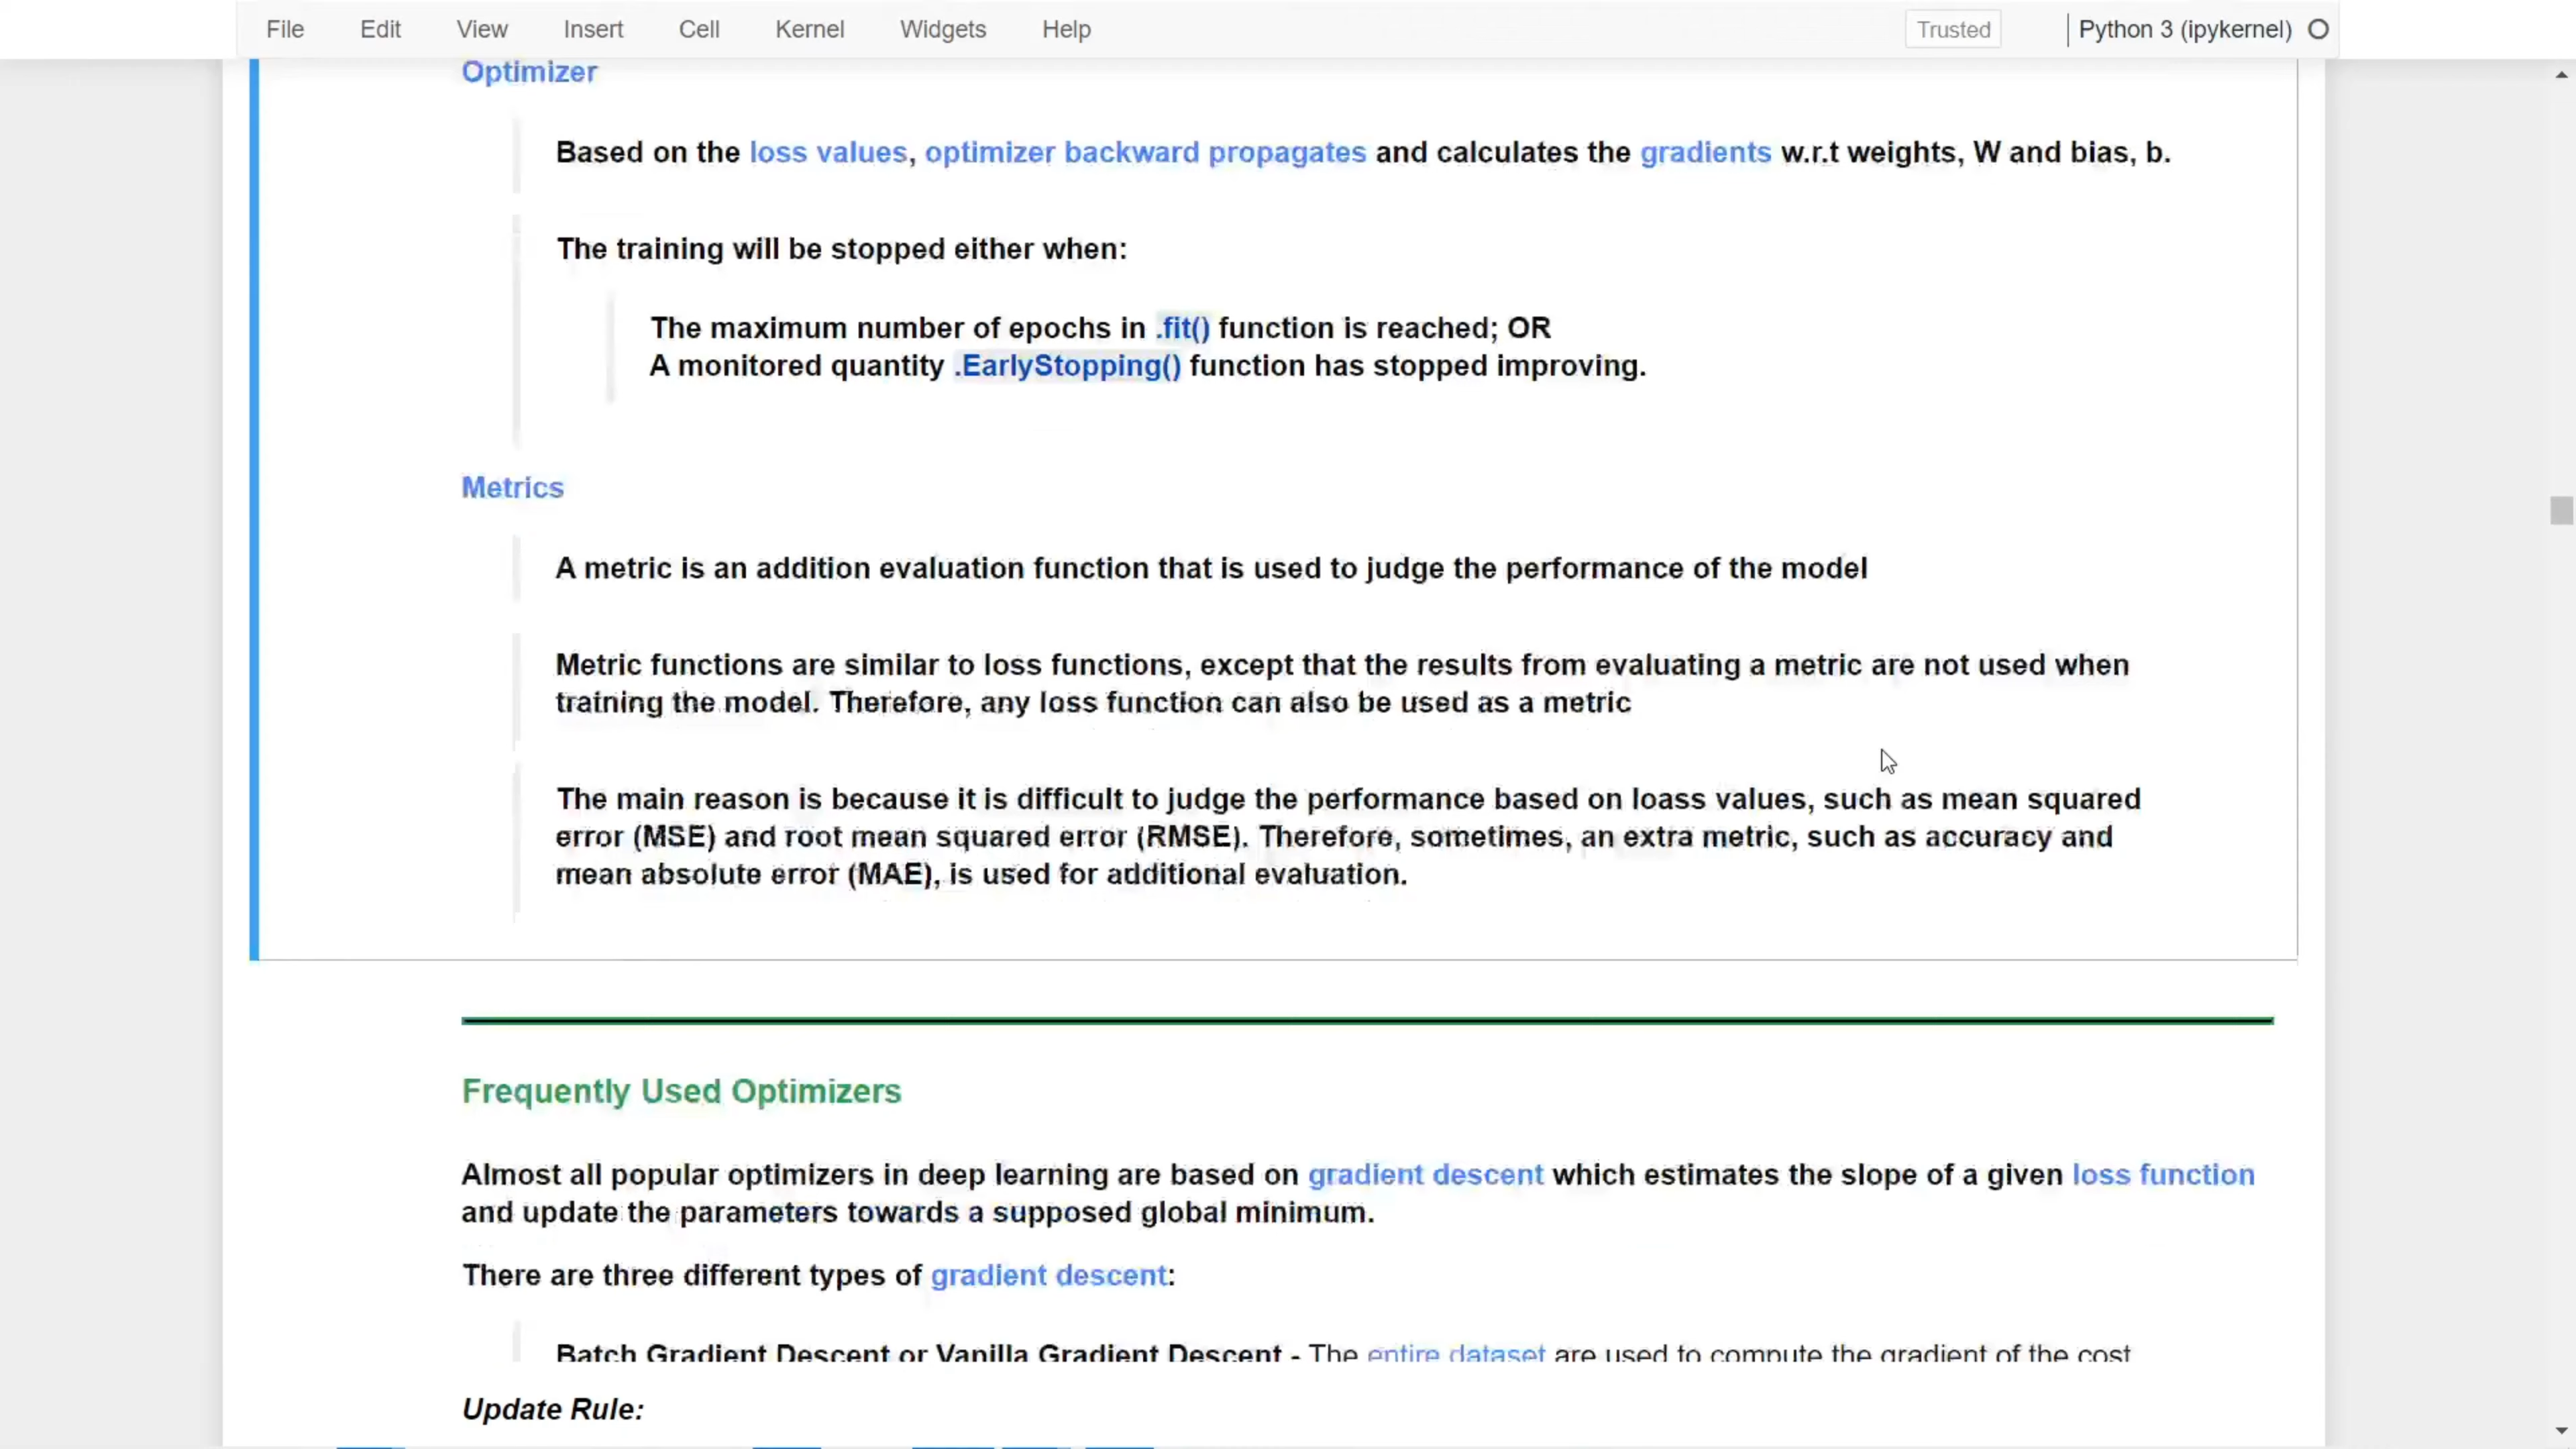 File Edit View Insert Cell Kernel Widgets Help Trusted Python 3 (ipykernel)
Optimizer
Based on the loss values, optimizer backward propagates and calculates the gradients w.r.t weights, W and bias, b.
The training will be stopped either when:
The maximum number of epochs in .fit() function is reached; OR
A monitored quantity .EarlyStopping() function has stopped improving.
Metrics
A metric is an addition evaluation function that is used to judge the performance of the model
Metric functions are similar to loss functions, except that the results from evaluating a metric are not used when
training the model. Therefore, any loss function can also be used as a metric
The main reason is because it is difficult to judge the performance based on loass values, such as mean squared
error (MSE) and root mean squared error (RMSE). Therefore, sometimes, an extra metric, such as accuracy and
mean absolute error (MAE), is used for additional evaluation.
Frequently Used Optimizers
Almost all popular optimizers in deep learning are based on gradient descent which estimates the slope of a given loss function
and update the parameters towards a supposed global minimum.
There are three different types of gradient descent:
Batch Gradient Descent or Vanilla Gradient Descent - The entire dataset are used to compute the gradient of the cost
Update Rule: